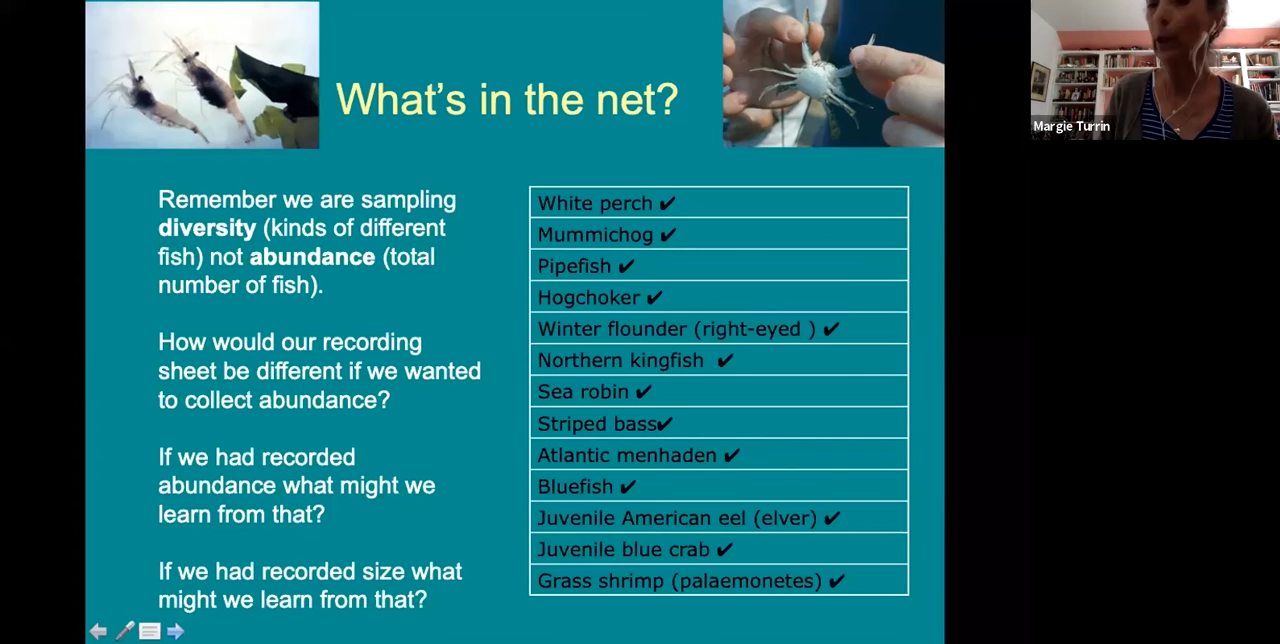 What's in the net?
Margie Turrin
Remember we are sampling
diversity (kinds of different
fish) not abundance (total
number of fish).
How would our recording
sheet be different if we wanted
to collect abundance?
If we had recorded
abundance what might we
learn from that?
If we had recorded size what
might we learn from that?
White perch ✔
Mummichog ✔
Pipefish ✔
Hogchoker ✔
Winter flounder (right-eyed ) ✔
Northern kingfish ✔
Sea robin ✔
Striped bass✔
Atlantic menhaden ✔
Bluefish ✔
Juvenile American eel (elver) ✔
Juvenile blue crab ✔
Grass shrimp (palaemonetes) ✔